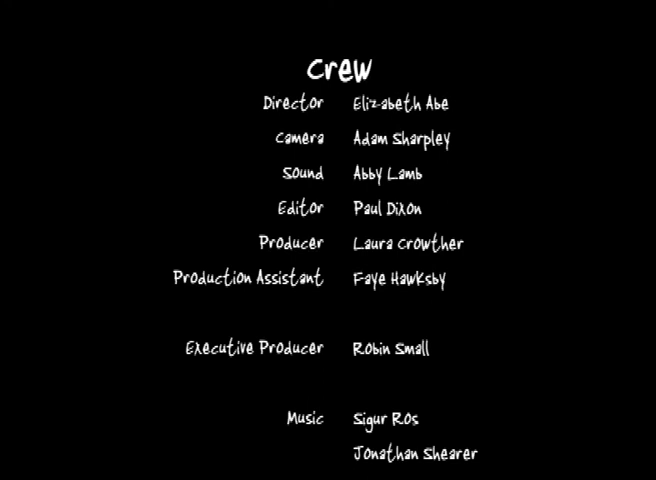 Crew
Director Elizabeth Abe
Camera Adam Sharpley
Sound Abby Lamb
Editor Paul Dixon
Producer Laura Crowther
Production Assistant Faye Hawksby
Executive Producer Robin Small
Music Sigur Ros
Jonathan Shearer